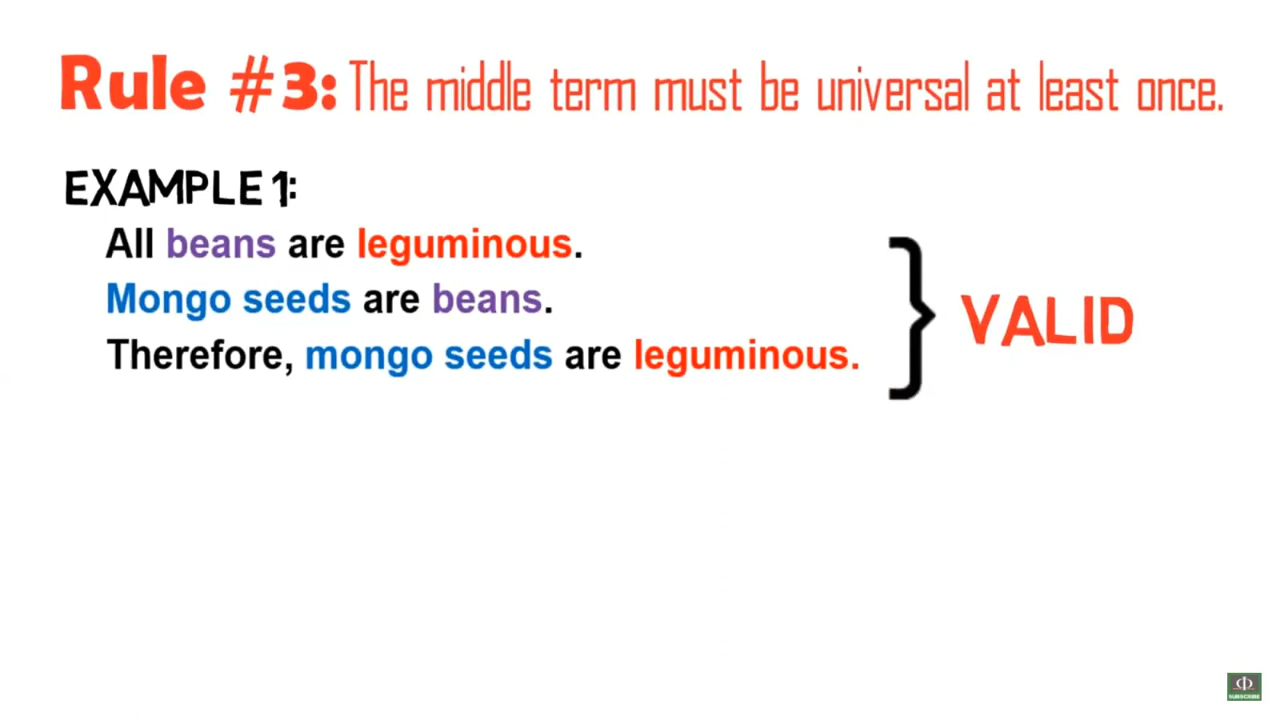 Rule #3: The middle term must be universal at least once.
EXAMPLE 1:
All beans are leguminous.
Mongo seeds are beans.
Therefore, mongo seeds are leguminous.
VALID
SUBSCRIBE